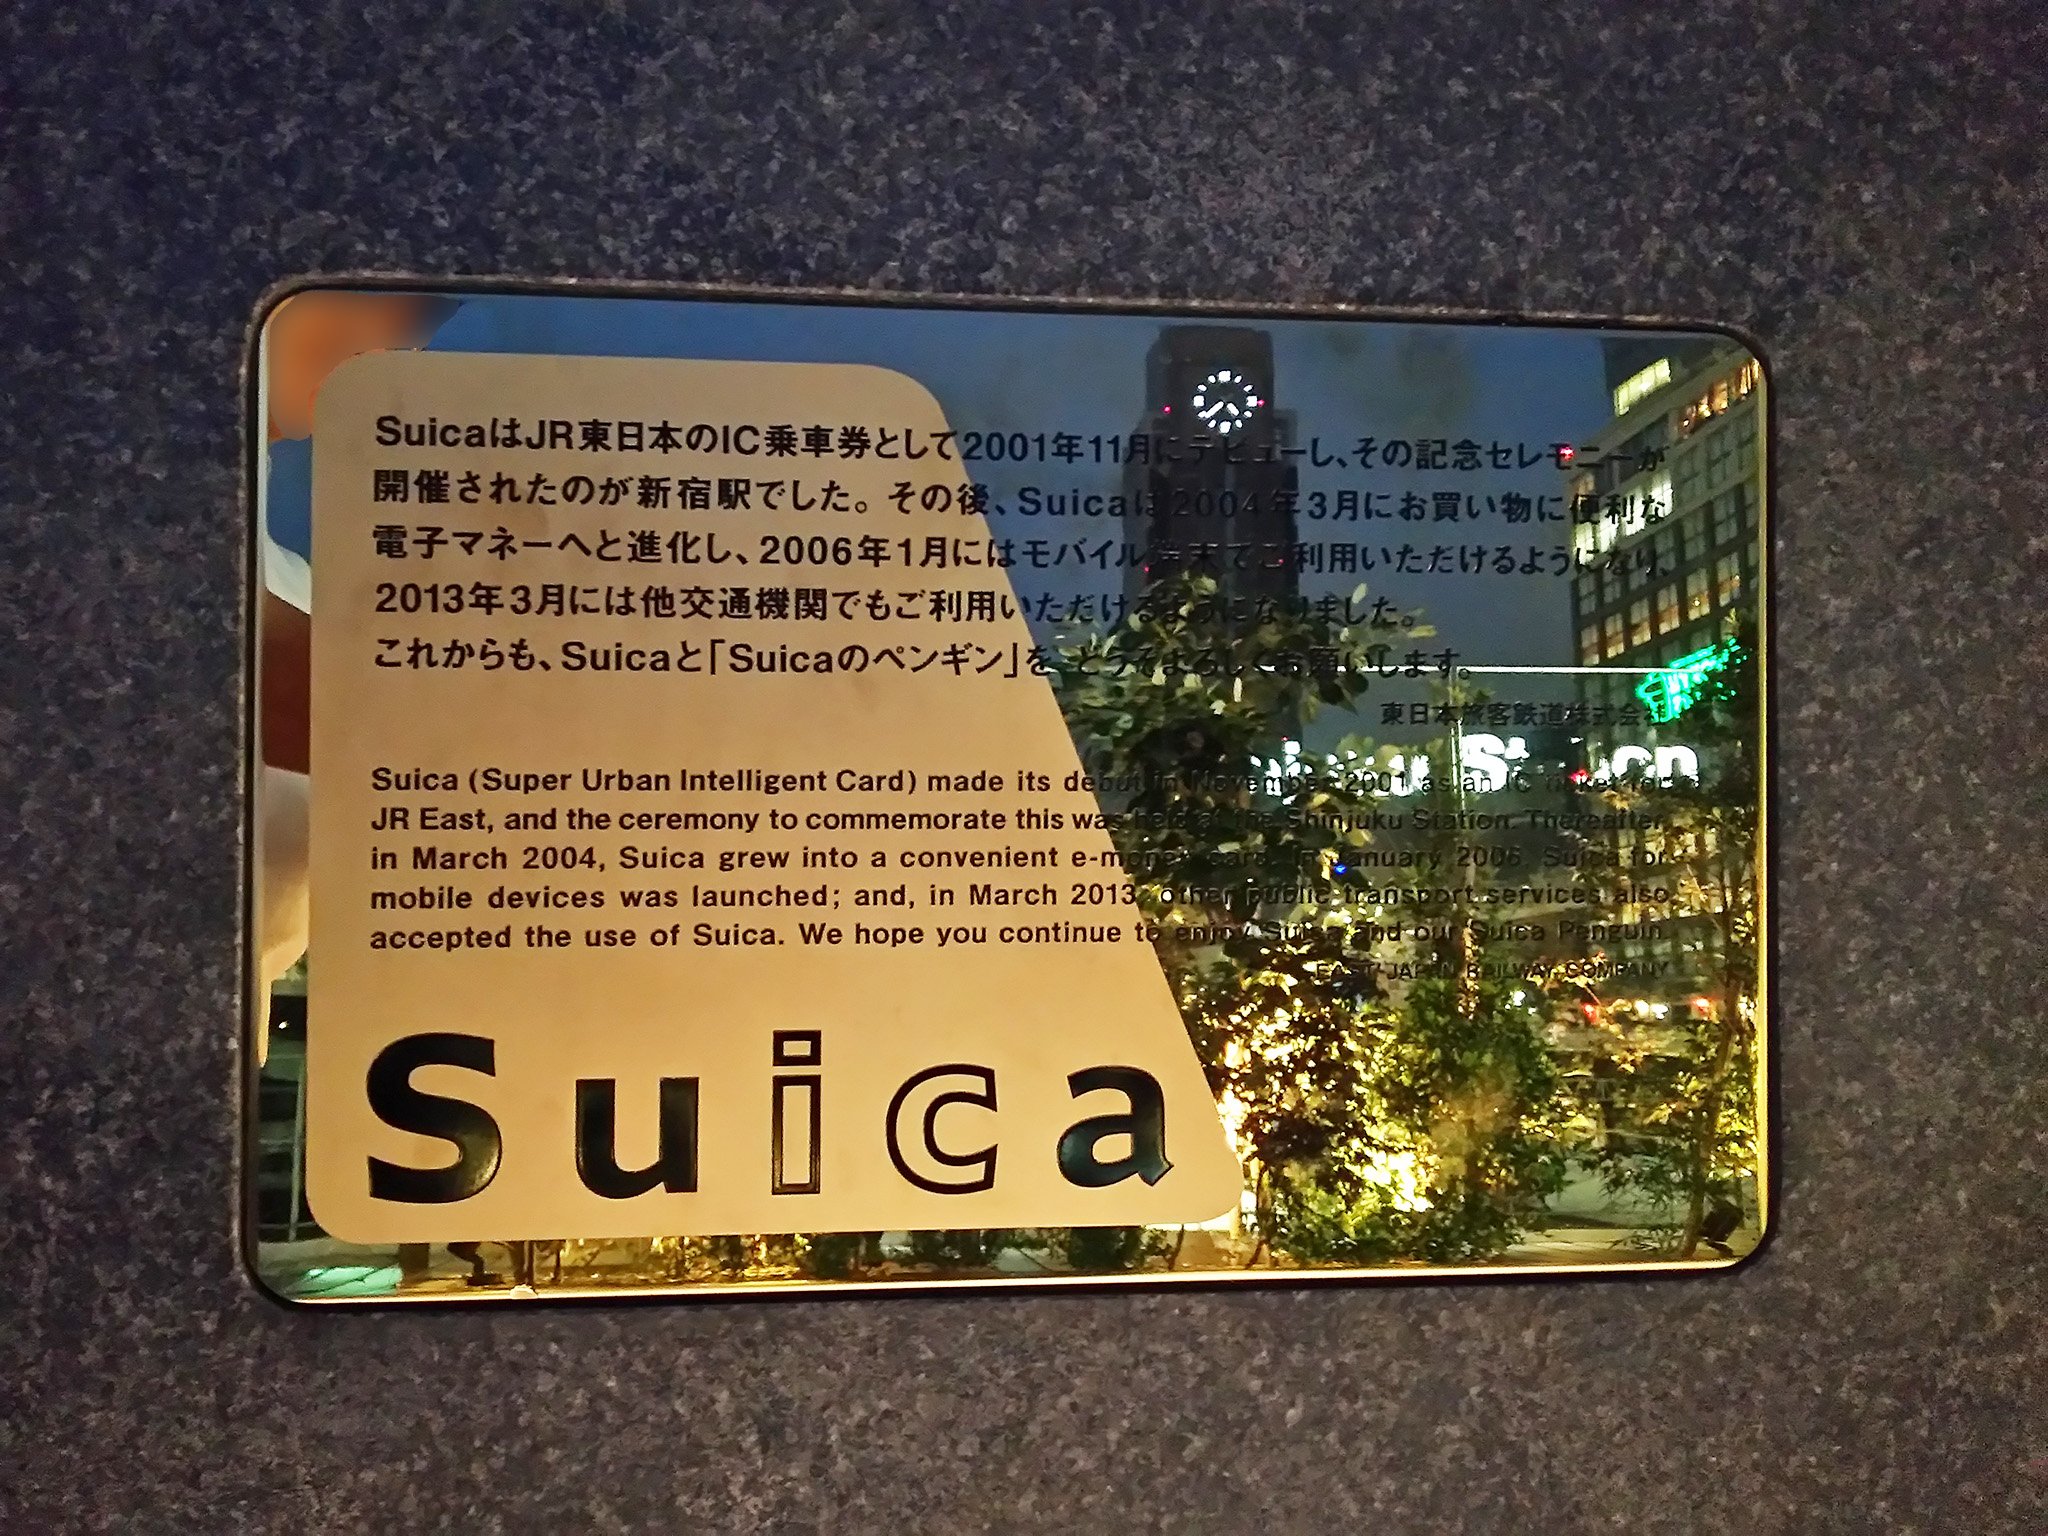 SuicaはJR東日本のIC乗車券として2001年11月にデビューし、その記念セレモニーが
開催されたのが新宿駅でした。その後、Suicaは2004年3月にお買い物に便利な
電子マネーへと進化し、2006年1月にはモバイル端末でご利用いただけるようになり、
2013年3月には他交通機関でもご利用いただけるようになりました。
これからも、Suicaと「Suicaのペンギン」を、どうぞよろしくお願いします。
東日本旅客鉄道株式会社
Suica (Super Urban Intelligent Card) made its debut in November 2001 as an IC ticket for
JR East, and the ceremony to commemorate this was held at the Shinjuku Station. Thereafter,
in March 2004, Suica grew into a convenient e-money card. In January 2006, Suica for
mobile devices was launched; and, in March 2013, other public transport services also
accepted the use of Suica. We hope you continue to enjoy Suica and our Suica Penguin.
EAST JAPAN RAILWAY COMPANY
Suica